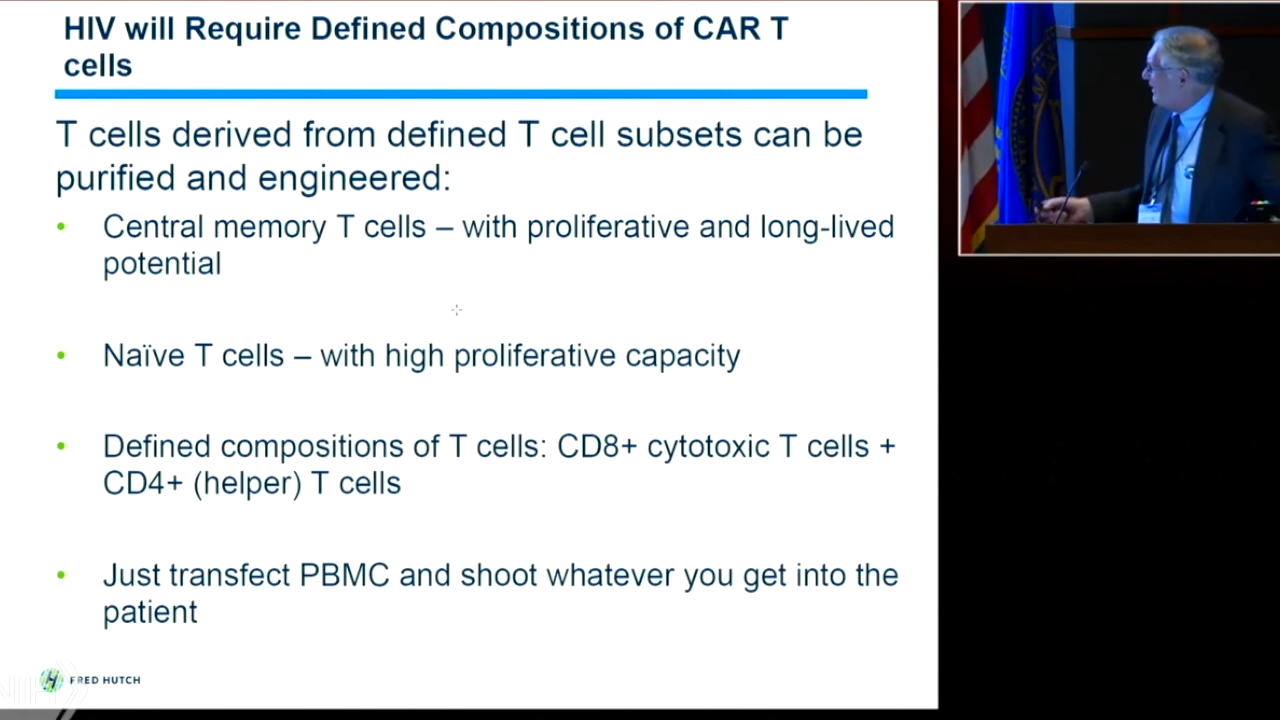 HIV will Require Defined Compositions of CAR T
cells
T cells derived from defined T cell subsets can be
purified and engineered:
• Central memory T cells – with proliferative and long-lived
potential
• Naïve T cells – with high proliferative capacity
• Defined compositions of T cells: CD8+ cytotoxic T cells +
CD4+ (helper) T cells
• Just transfect PBMC and shoot whatever you get into the
patient
FRED HUTCH
NIH